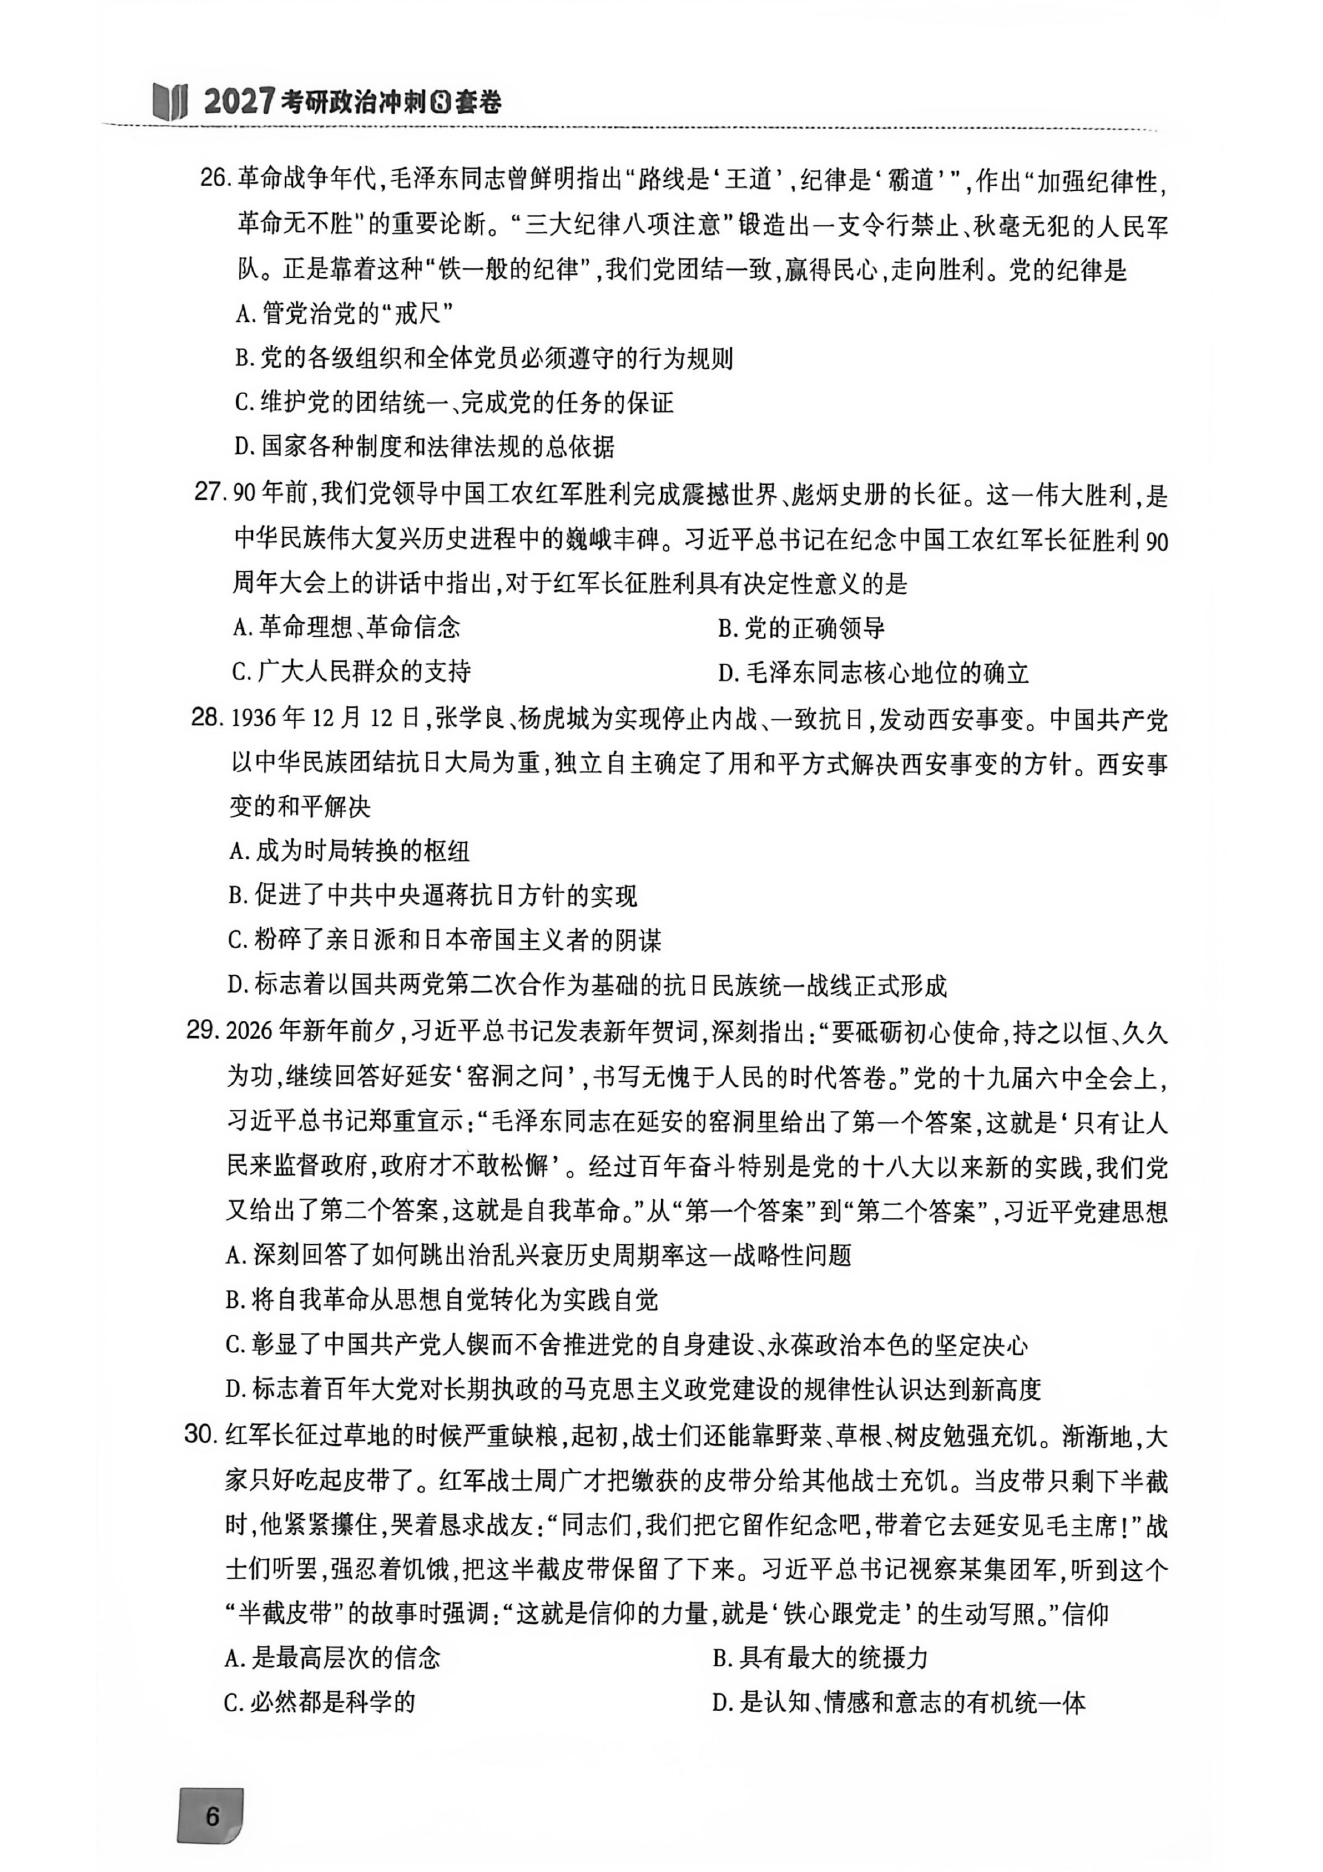 2027考研政治冲刺8套卷
26. 革命战争年代,毛泽东同志曾鲜明指出“路线是‘王道’,纪律是‘霸道’”,作出“加强纪律性,
革命无不胜”的重要论断。“三大纪律八项注意”锻造出一支令行禁止、秋毫无犯的人民军
队。正是靠着这种“铁一般的纪律”,我们党团结一致,赢得民心,走向胜利。党的纪律是
A. 管党治党的“戒尺”
B. 党的各级组织和全体党员必须遵守的行为规则
C. 维护党的团结统一、完成党的任务的保证
D. 国家各种制度和法律法规的总依据
27. 90 年前,我们党领导中国工农红军胜利完成震撼世界、彪炳史册的长征。这一伟大胜利,是
中华民族伟大复兴历史进程中的巍峨丰碑。习近平总书记在纪念中国工农红军长征胜利 90
周年大会上的讲话中指出,对于红军长征胜利具有决定性意义的是
A. 革命理想、革命信念 B. 党的正确领导
C. 广大人民群众的支持 D. 毛泽东同志核心地位的确立
28. 1936 年 12 月 12 日,张学良、杨虎城为实现停止内战、一致抗日,发动西安事变。中国共产党
以中华民族团结抗日大局为重,独立自主确定了用和平方式解决西安事变的方针。西安事
变的和平解决
A. 成为时局转换的枢纽
B. 促进了中共中央逼蒋抗日方针的实现
C. 粉碎了亲日派和日本帝国主义者的阴谋
D. 标志着以国共两党第二次合作为基础的抗日民族统一战线正式形成
29. 2026 年新年前夕,习近平总书记发表新年贺词,深刻指出:“要砥砺初心使命,持之以恒、久久
为功,继续回答好延安‘窑洞之问’,书写无愧于人民的时代答卷。”党的十九届六中全会上,
习近平总书记郑重宣示:“毛泽东同志在延安的窑洞里给出了第一个答案,这就是‘只有让人
民来监督政府,政府才不敢松懈’。经过百年奋斗特别是党的十八大以来新的实践,我们党
又给出了第二个答案,这就是自我革命。”从“第一个答案”到“第二个答案”,习近平党建思想
A. 深刻回答了如何跳出治乱兴衰历史周期率这一战略性问题
B. 将自我革命从思想自觉转化为实践自觉
C. 彰显了中国共产党人锲而不舍推进党的自身建设、永葆政治本色的坚定决心
D. 标志着百年大党对长期执政的马克思主义政党建设的规律性认识达到新高度
30. 红军长征过草地的时候严重缺粮,起初,战士们还能靠野菜、草根、树皮勉强充饥。渐渐地,大
家只好吃起皮带了。红军战士周广才把缴获的皮带分给其他战士充饥。当皮带只剩下半截
时,他紧紧攥住,哭着恳求战友:“同志们,我们把它留作纪念吧,带着它去延安见毛主席!”战
士们听罢,强忍着饥饿,把这半截皮带保留了下来。习近平总书记视察某集团军,听到这个
“半截皮带”的故事时强调:“这就是信仰的力量,就是‘铁心跟党走’的生动写照。”信仰
A. 是最高层次的信念 B. 具有最大的统摄力
C. 必然都是科学的 D. 是认知、情感和意志的有机统一体
6